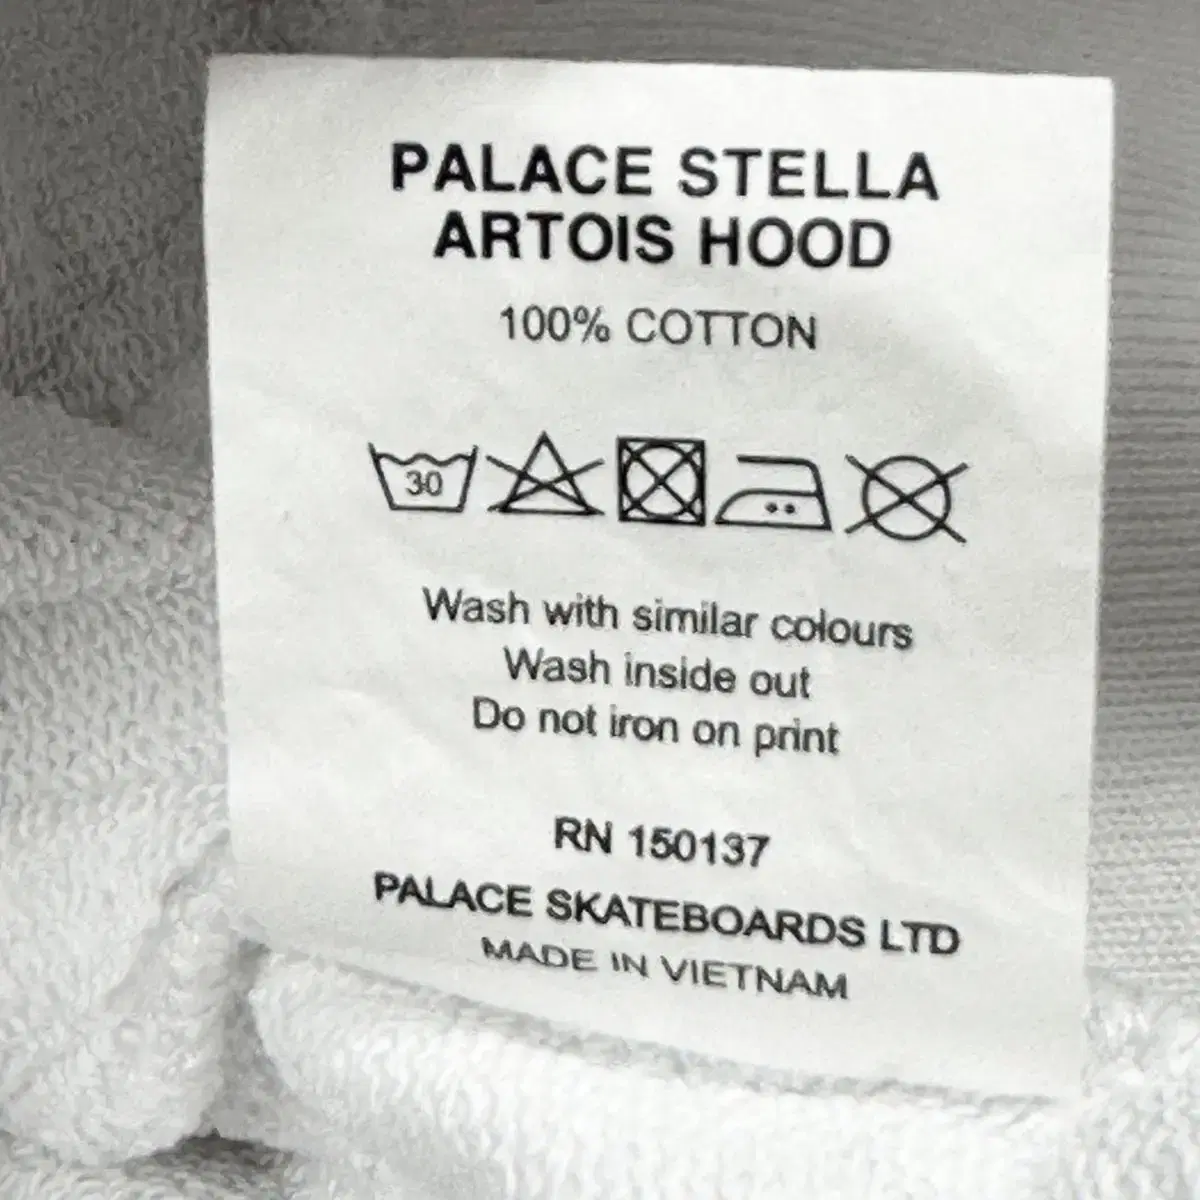 PALACE STELLA
ARTOIS HOOD
100% COTTON
30
Wash with similar colours
Wash inside out
Do not iron on print
RN 150137
PALACE SKATEBOARDS LTD
MADE IN VIETNAM